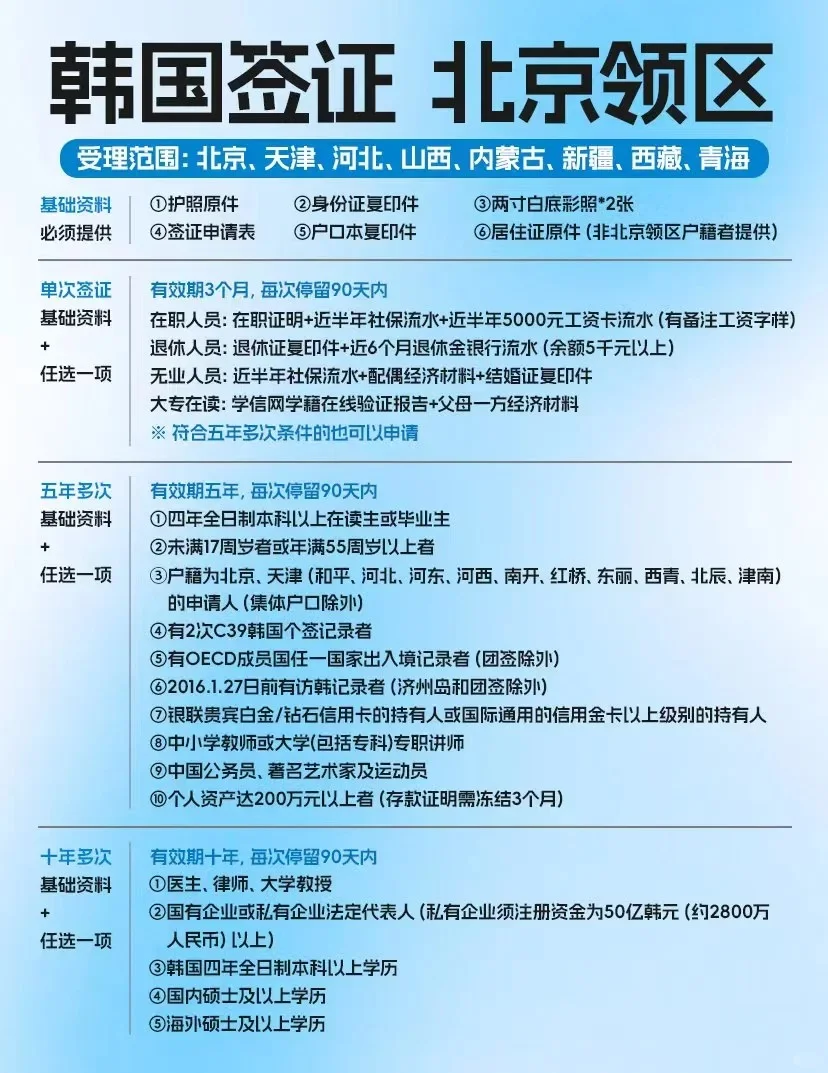 韩国签证 北京领区
受理范围：北京、天津、河北、山西、内蒙古、新疆、西藏、青海
基础资料
必须提供
①护照原件 ②身份证复印件 ③两寸白底彩照*2张
④签证申请表 ⑤户口本复印件 ⑥居住证原件（非北京领区户籍者提供）
单次签证
基础资料
+
任选一项
有效期3个月，每次停留90天内
在职人员：在职证明+近半年社保流水+近半年5000元工资卡流水（有备注工资字样）
退休人员：退休证复印件+近6个月退休金银行流水（余额5千元以上）
无业人员：近半年社保流水+配偶经济材料+结婚证复印件
大专在读：学信网学籍在线验证报告+父母一方经济材料
※ 符合五年多次条件的也可以申请
五年多次
基础资料
+
任选一项
有效期五年，每次停留90天内
①四年全日制本科以上在读生或毕业生
②未满17周岁者或年满55周岁以上者
③户籍为北京、天津（和平、河北、河东、河西、南开、红桥、东丽、西青、北辰、津南）
的申请人（集体户口除外）
④有2次C39韩国个签记录者
⑤有OECD成员国任一国家出入境记录者（团签除外）
⑥2016.1.27日前有访韩记录者（济州岛和团签除外）
⑦银联贵宾白金/钻石信用卡的持有人或国际通用的信用金卡以上级别的持有人
⑧中小学教师或大学(包括专科)专职讲师
⑨中国公务员、著名艺术家及运动员
⑩个人资产达200万元以上者（存款证明需冻结3个月）
十年多次
基础资料
+
任选一项
有效期十年，每次停留90天内
①医生、律师、大学教授
②国有企业或私有企业法定代表人（私有企业须注册资金为50亿韩元（约2800万
人民币）以上）
③韩国四年全日制本科以上学历
④国内硕士及以上学历
⑤海外硕士及以上学历